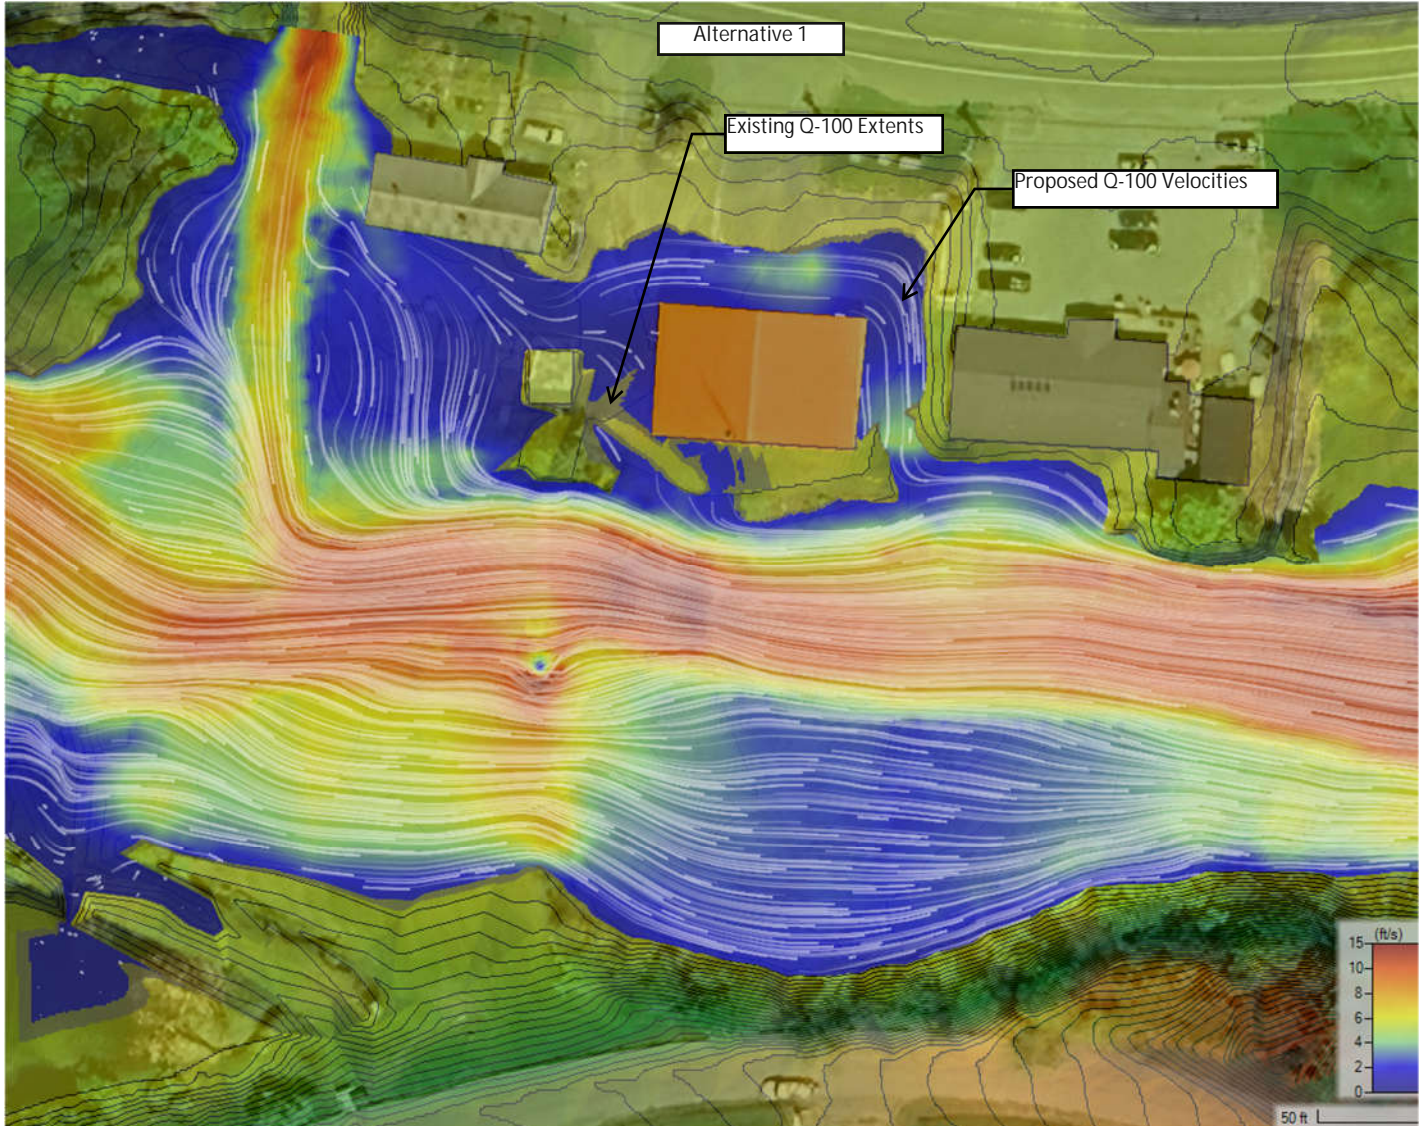 Alternative 1
Existing Q-100 Extents
Proposed Q-100 Velocities
(ft/s)
15
10
8
6
4
2
0
50 ft